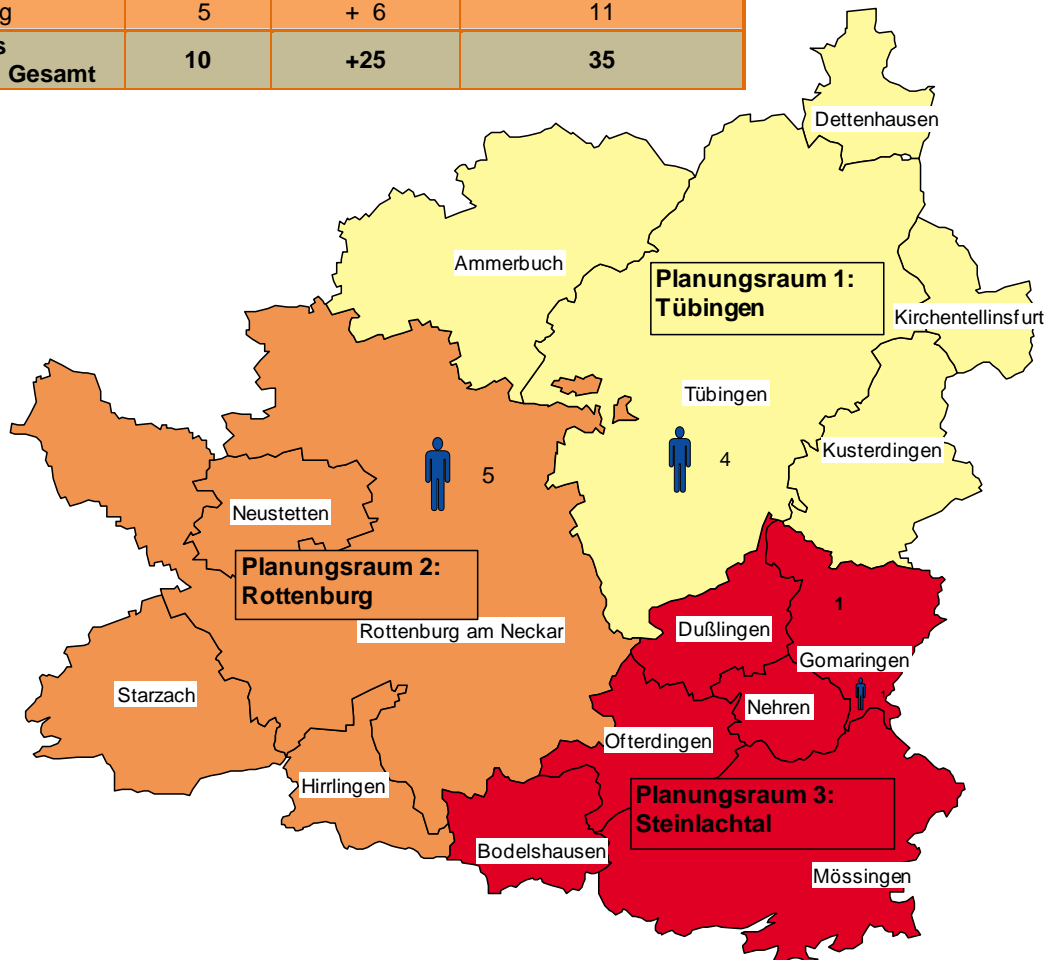 g 5 + 6 11
s
Gesamt 10 +25 35
Dettenhausen
Ammerbuch
Planungsraum 1:
Tübingen
Kirchentellinsfurt
Tübingen
Kusterdingen
4
5
Neustetten
Planungsraum 2:
Rottenburg
Rottenburg am Neckar
1
Dußlingen
Gomaringen
Starzach
Nehren
Ofterdingen
Hirrlingen
Planungsraum 3:
Steinlachtal
Bodelshausen
Mössingen